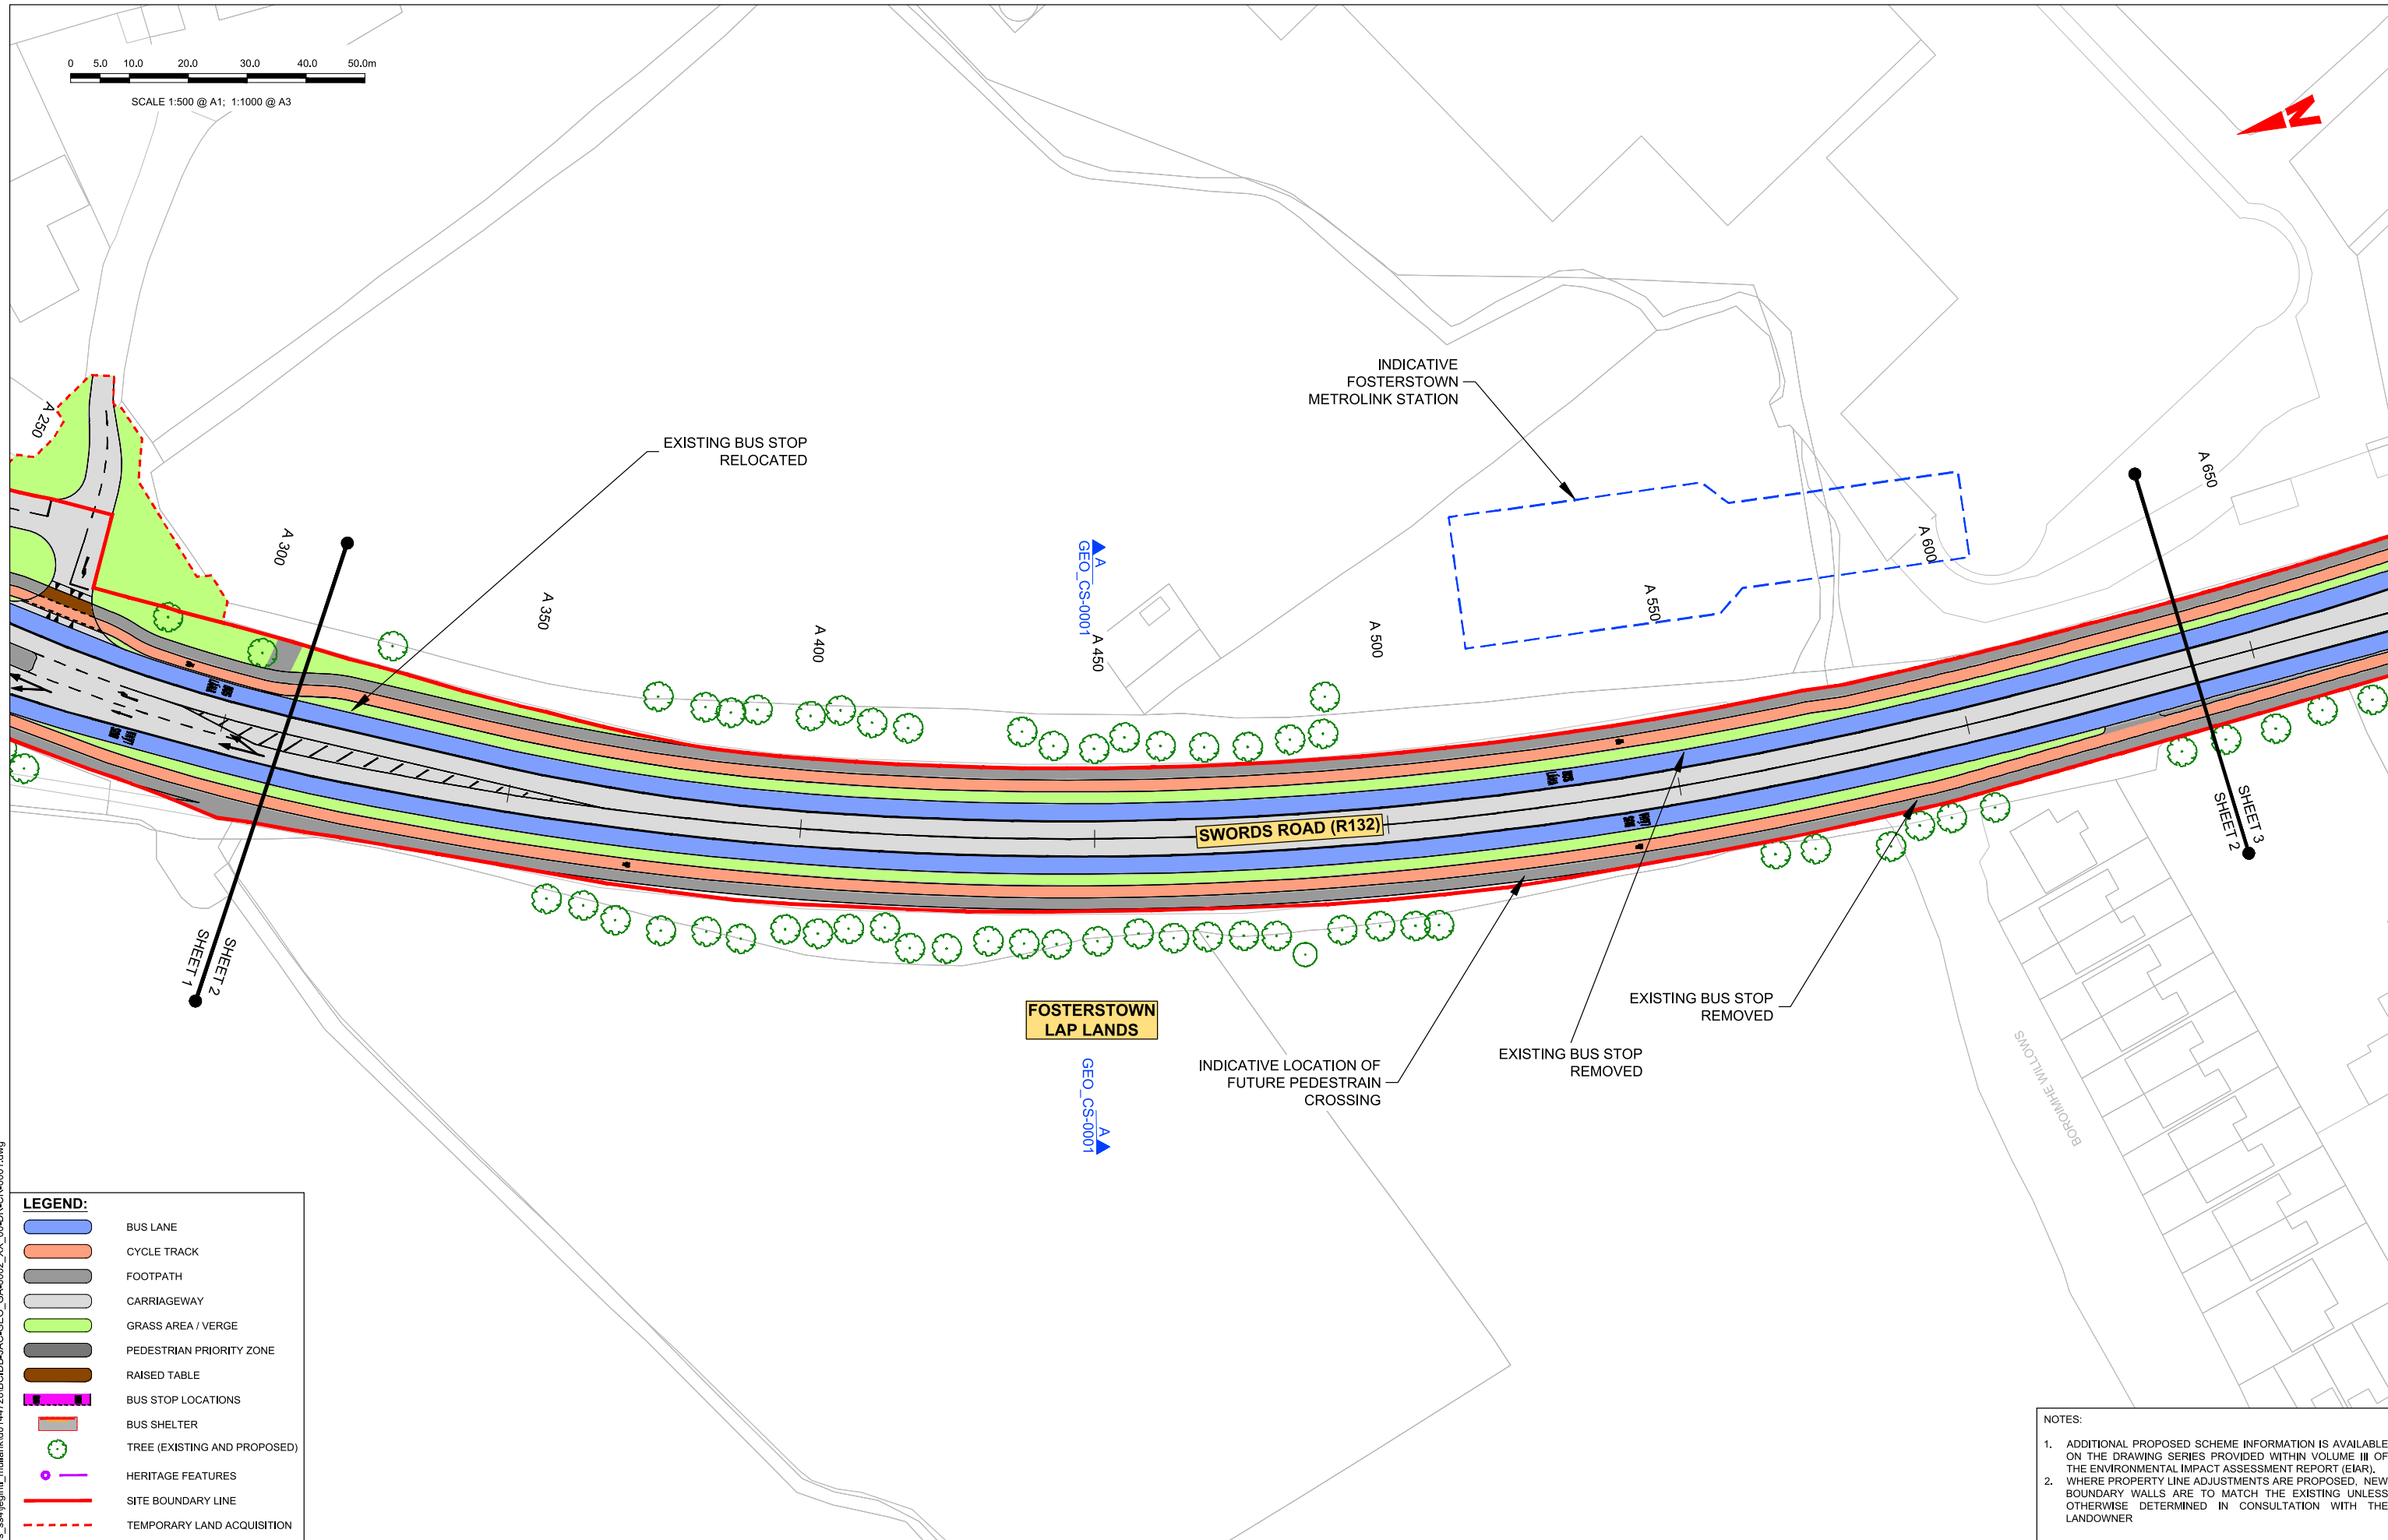 0 5.0 10.0 20.0 30.0 40.0 50.0m
SCALE 1:500 @ A1; 1:1000 @ A3
N
INDICATIVE
FOSTERSTOWN
METROLINK STATION
EXISTING BUS STOP
RELOCATED
A 250
A 300
A 350
A 400
A 450
A 500
A 550
A 600
A 650
A
GEO_CS-0001
BUS
LANE
SWORDS ROAD (R132)
SHEET 1
SHEET 2
SHEET 3
SHEET 2
FOSTERSTOWN
LAP LANDS
A
GEO_CS-0001
INDICATIVE LOCATION OF
FUTURE PEDESTRAIN
CROSSING
EXISTING BUS STOP
REMOVED
EXISTING BUS STOP
REMOVED
BOROIMHE WILLOWS
LEGEND:
BUS LANE
CYCLE TRACK
FOOTPATH
CARRIAGEWAY
GRASS AREA / VERGE
PEDESTRIAN PRIORITY ZONE
RAISED TABLE
BUS STOP LOCATIONS
BUS SHELTER
TREE (EXISTING AND PROPOSED)
HERITAGE FEATURES
SITE BOUNDARY LINE
TEMPORARY LAND ACQUISITION
NOTES:
1. ADDITIONAL PROPOSED SCHEME INFORMATION IS AVAILABLE
ON THE DRAWING SERIES PROVIDED WITHIN VOLUME III OF
THE ENVIRONMENTAL IMPACT ASSESSMENT REPORT (EIAR).
2. WHERE PROPERTY LINE ADJUSTMENTS ARE PROPOSED, NEW
BOUNDARY WALLS ARE TO MATCH THE EXISTING UNLESS
OTHERWISE DETERMINED IN CONSULTATION WITH THE
LANDOWNER